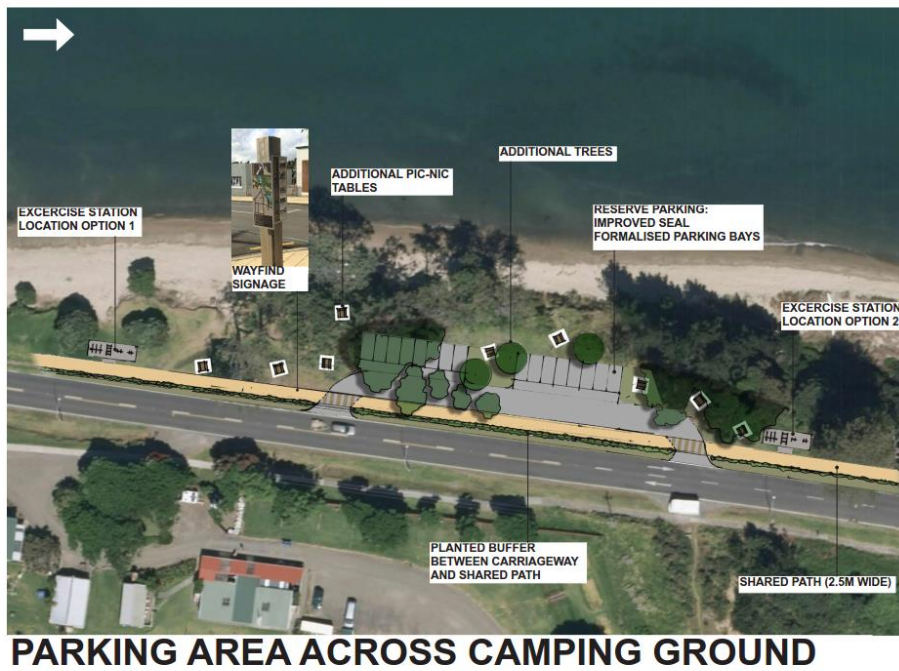 ADDITIONAL TREES
ADDITIONAL PIC-NIC
TABLES
EXCERCISE STATION
LOCATION OPTION 1
RESERVE PARKING:
IMPROVED SEAL
FORMALISED PARKING BAYS
WAYFIND
SIGNAGE
EXCERCISE STATION
LOCATION OPTION 2
PLANTED BUFFER
BETWEEN CARRIAGEWAY
AND SHARED PATH
SHARED PATH (2.5M WIDE)
PARKING AREA ACROSS CAMPING GROUND